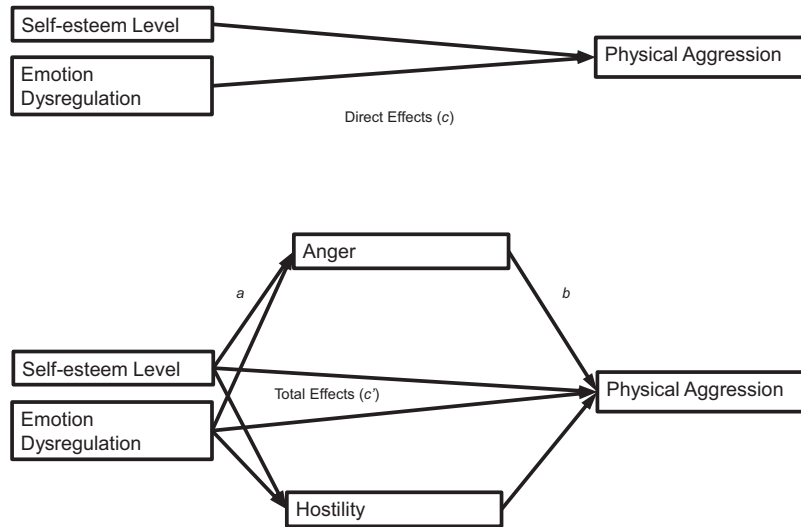 Self-esteem Level
Emotion
Dysregulation
Physical Aggression
Direct Effects (c)
Anger
a
b
Self-esteem Level
Total Effects (c')
Physical Aggression
Emotion
Dysregulation
Hostility